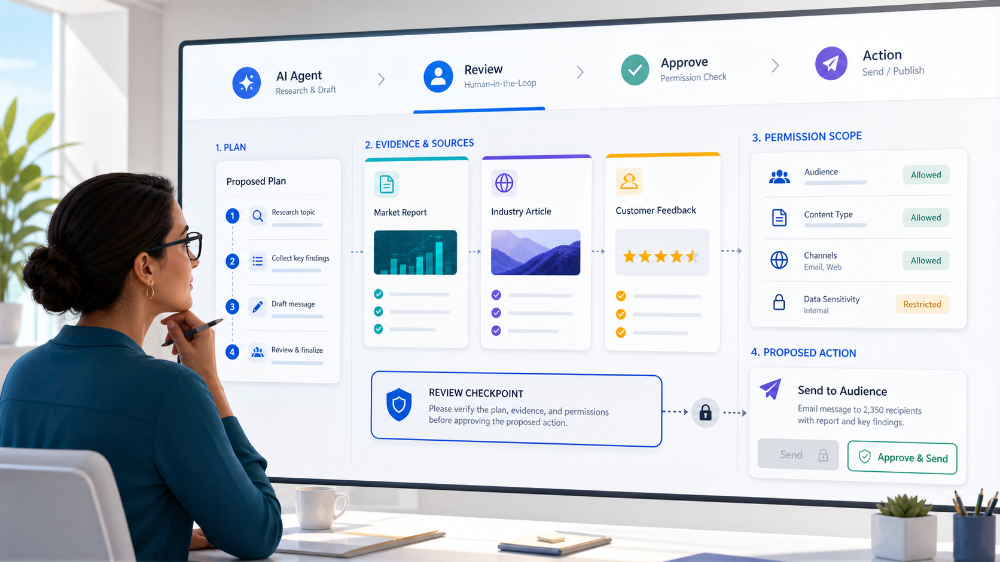 AI Agent
Research & Draft
Review
Human-in-the-Loop
Approve
Permission Check
Action
Send / Publish
1. PLAN
Proposed Plan
1
Research topic
2
Collect key findings
3
Draft message
4
Review & finalize
2. EVIDENCE & SOURCES
Market Report
Industry Article
Customer Feedback
REVIEW CHECKPOINT
Please verify the plan, evidence, and permissions
before approving the proposed action.
3. PERMISSION SCOPE
Audience
Allowed
Content Type
Allowed
Channels
Email, Web
Allowed
Data Sensitivity
Internal
Restricted
4. PROPOSED ACTION
Send to Audience
Email message to 2,350 recipients
with report and key findings.
Send
Approve & Send